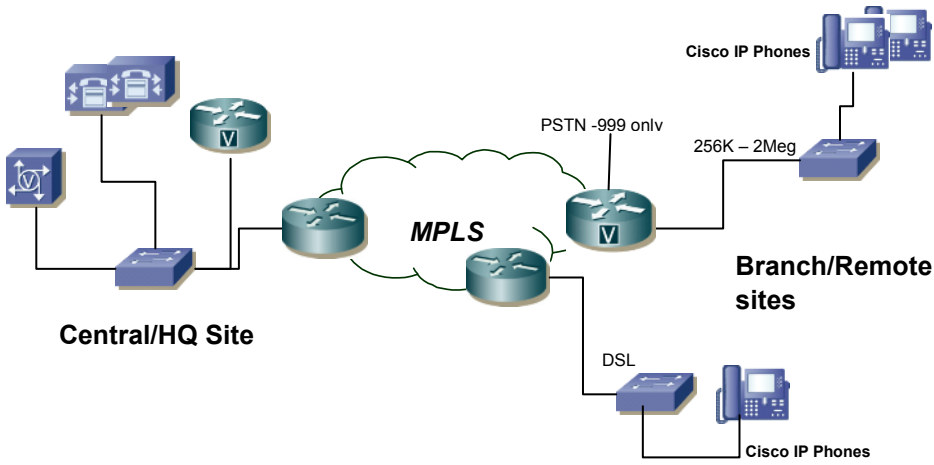 Cisco IP Phones
PSTN -999 only
256K – 2Meg
V
V
V
MPLS
Branch/Remote
sites
Central/HQ Site
DSL
Cisco IP Phones